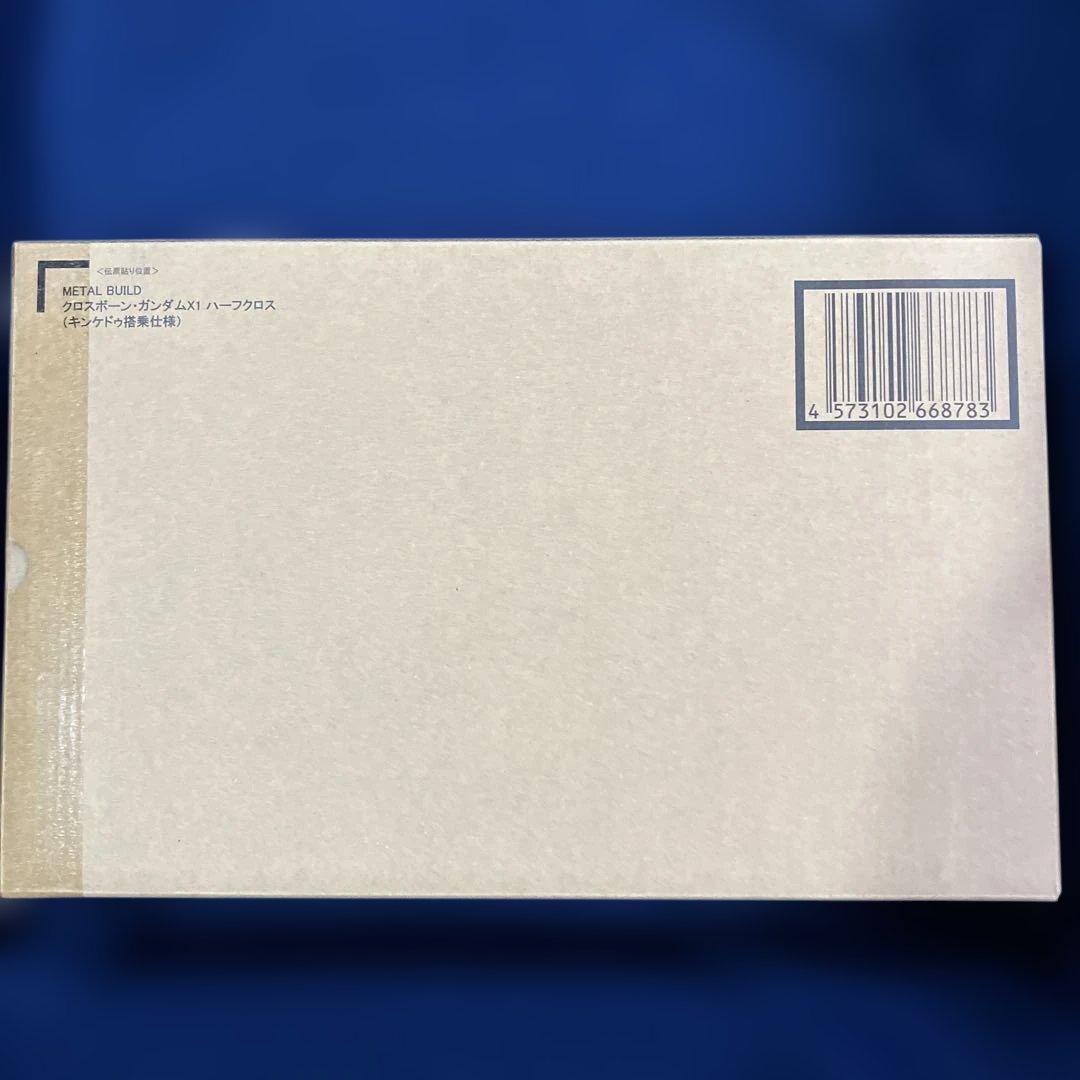 ＜伝票貼り位置＞
METAL BUILD
クロスボーン・ガンダムX1 ハーフクロス
（キンケドゥ搭乗仕様）
4 573102 668783